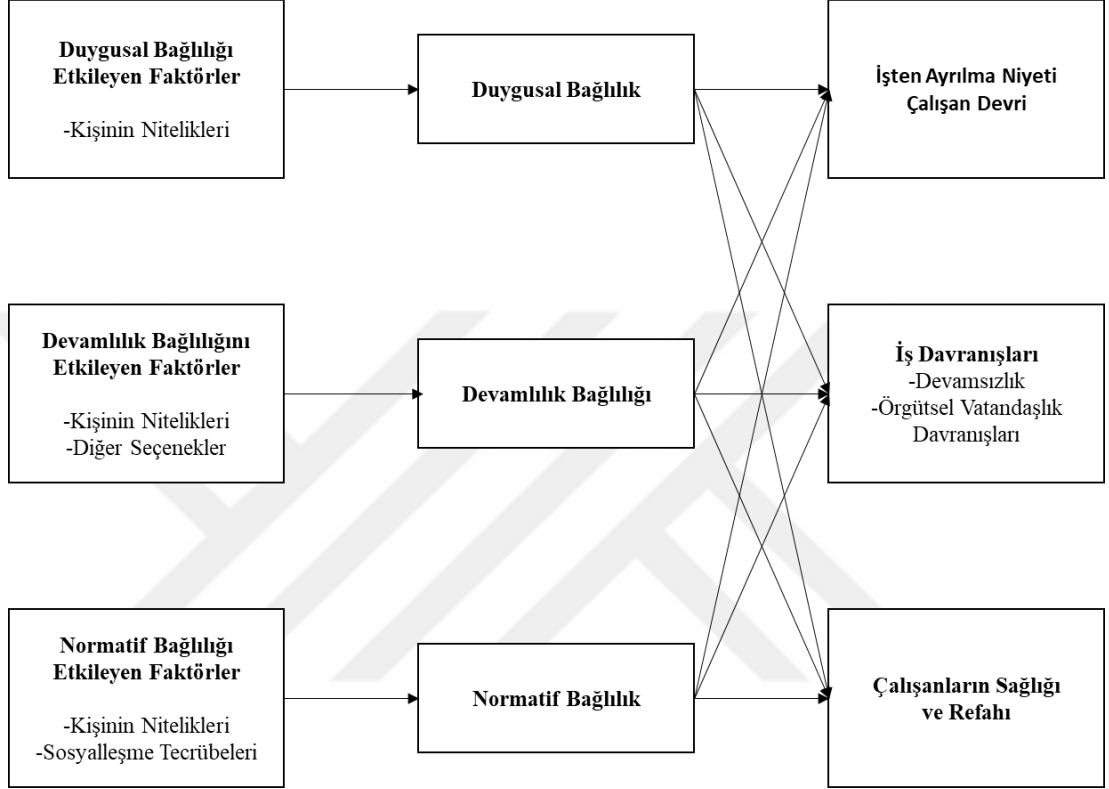 Duygusal Bağlılığı
Etkileyen Faktörler
-Kişinin Nitelikleri
Duygusal Bağlılık
İşten Ayrılma Niyeti
Çalışan Devri
Devamlılık Bağlılığını
Etkileyen Faktörler
-Kişinin Nitelikleri
-Diğer Seçenekler
Devamlılık Bağlılığı
İş Davranışları
-Devamsızlık
-Örgütsel Vatandaşlık
Davranışları
Normatif Bağlılığı
Etkileyen Faktörler
-Kişinin Nitelikleri
-Sosyalleşme Tecrübeleri
Normatif Bağlılık
Çalışanların Sağlığı
ve Refahı